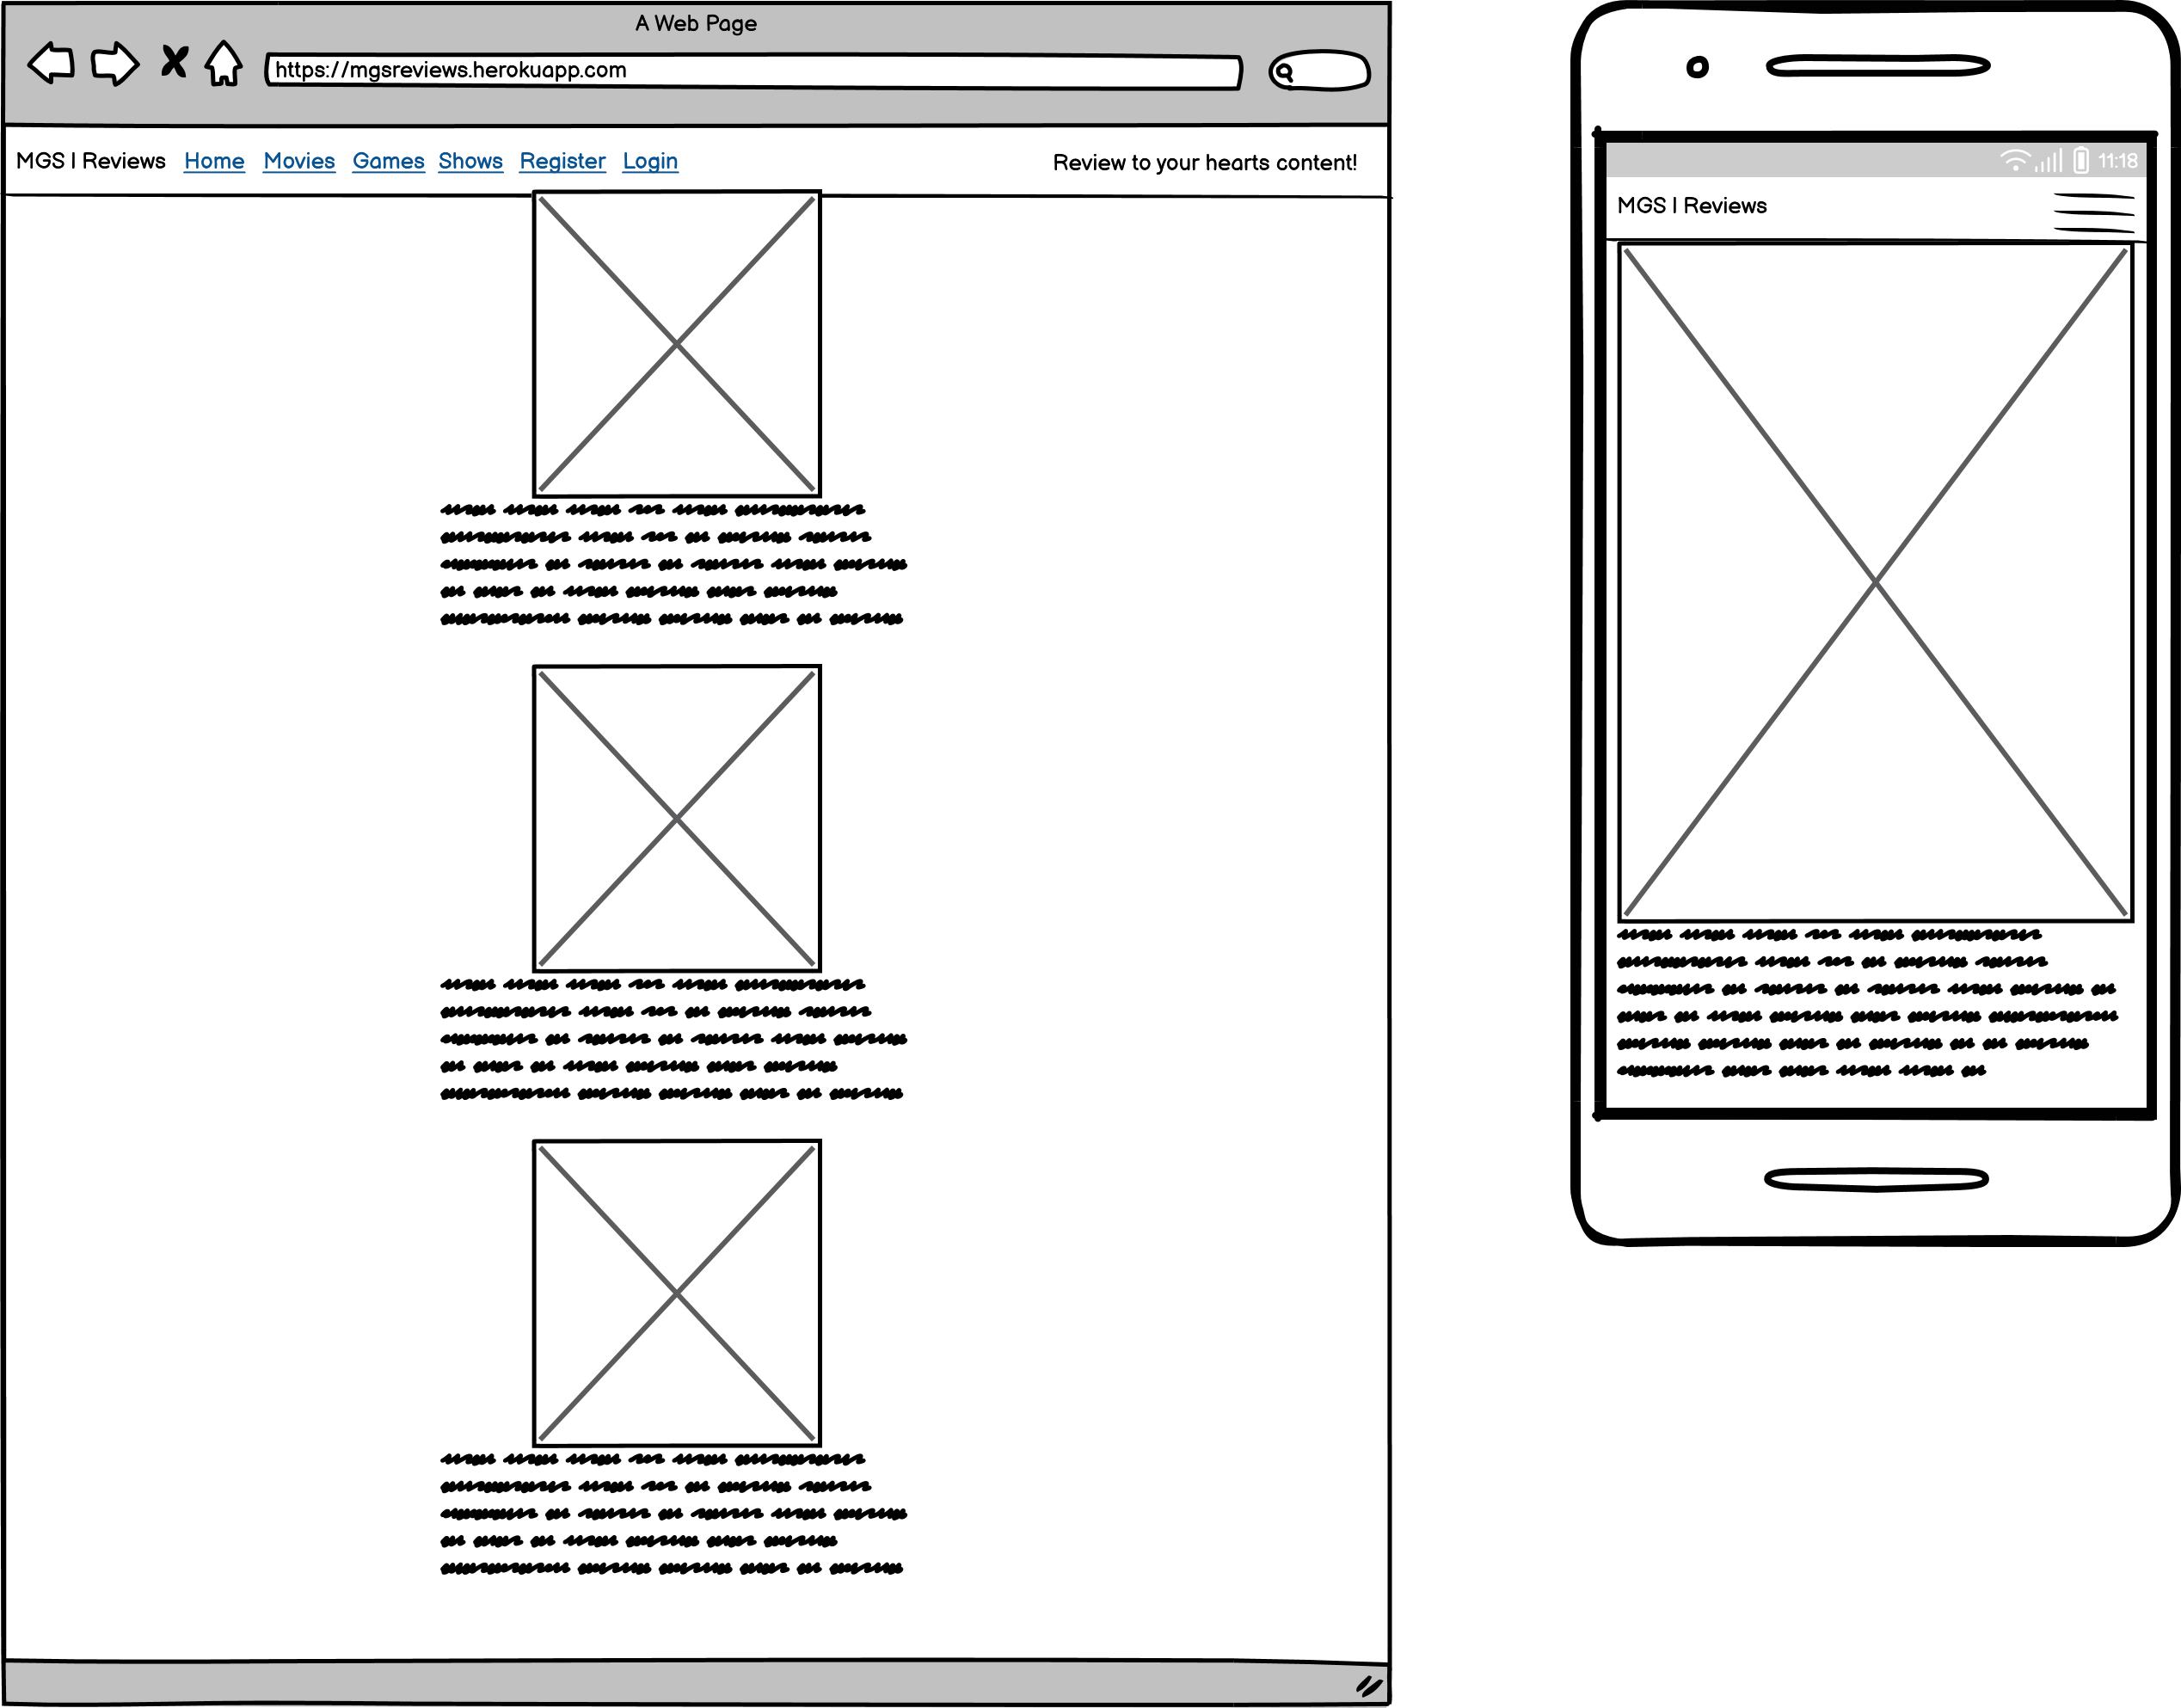 A Web Page
https://mgsreviews.herokuapp.com
MGS | Reviews Home Movies Games Shows Register Login Review to your hearts content!
11:18
MGS | Reviews